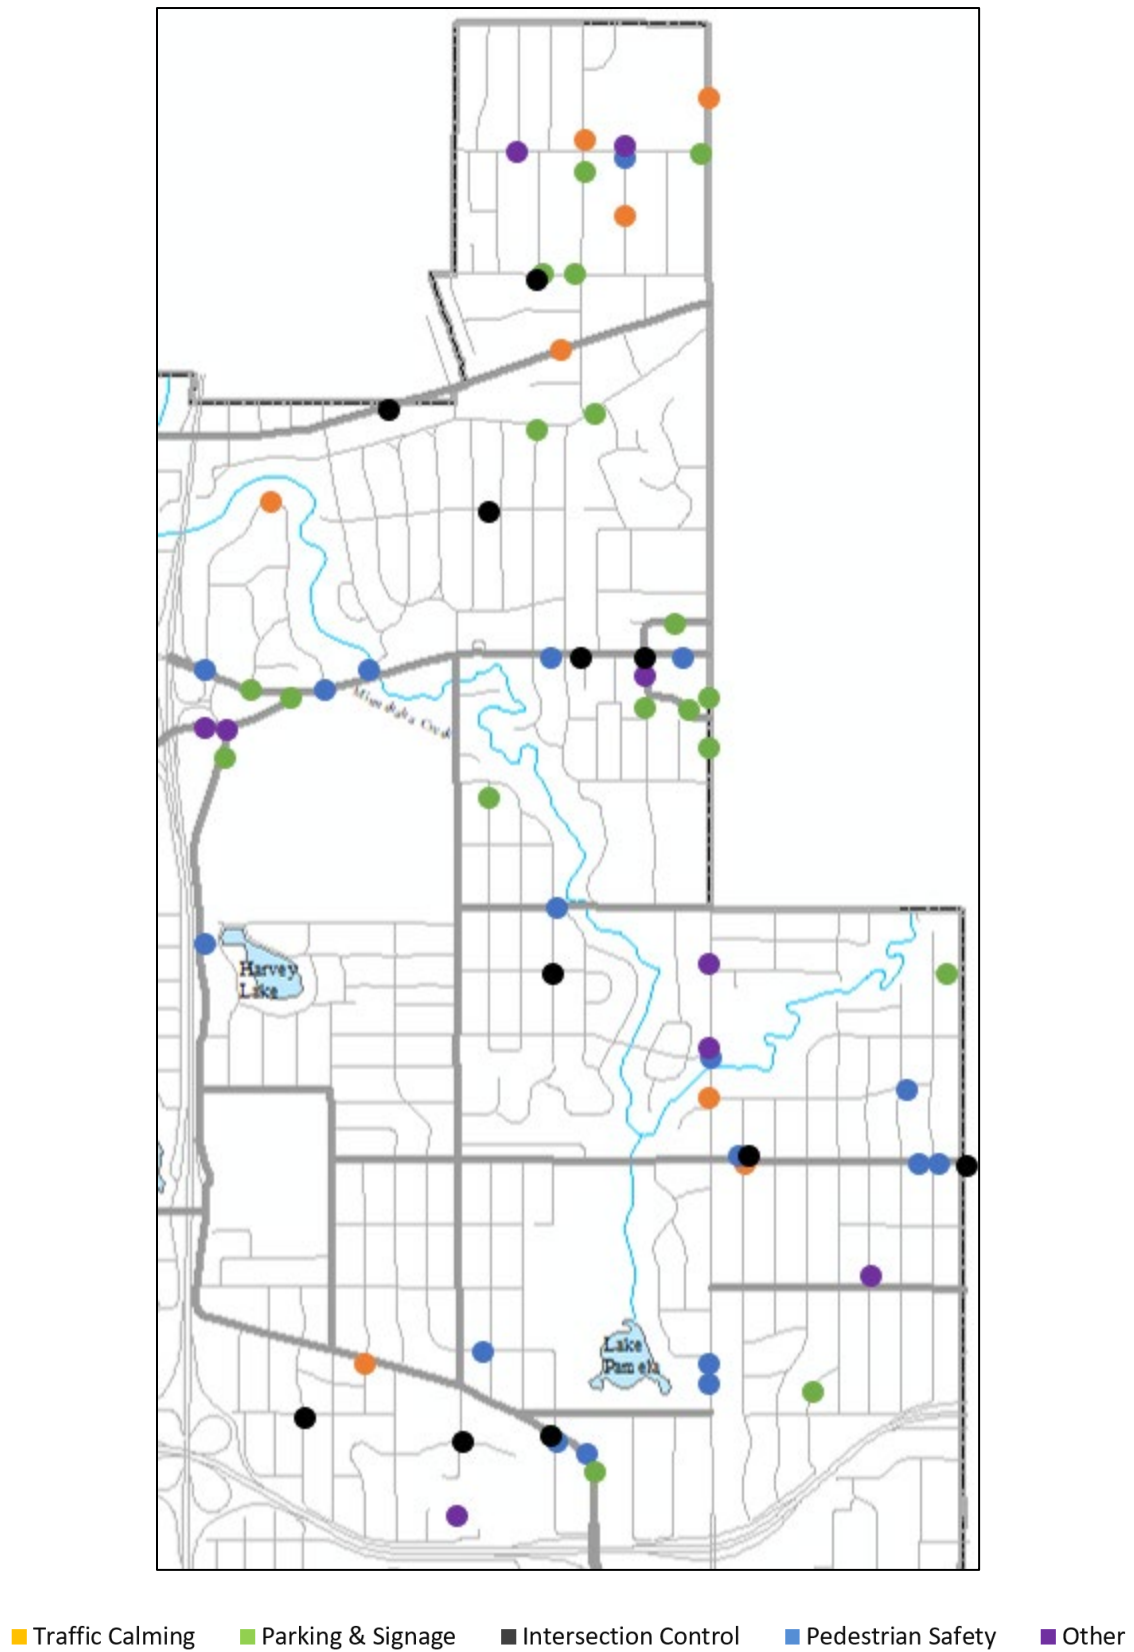 Harvey
Lake
Lake
Pamela
Traffic Calming Parking & Signage Intersection Control Pedestrian Safety Other